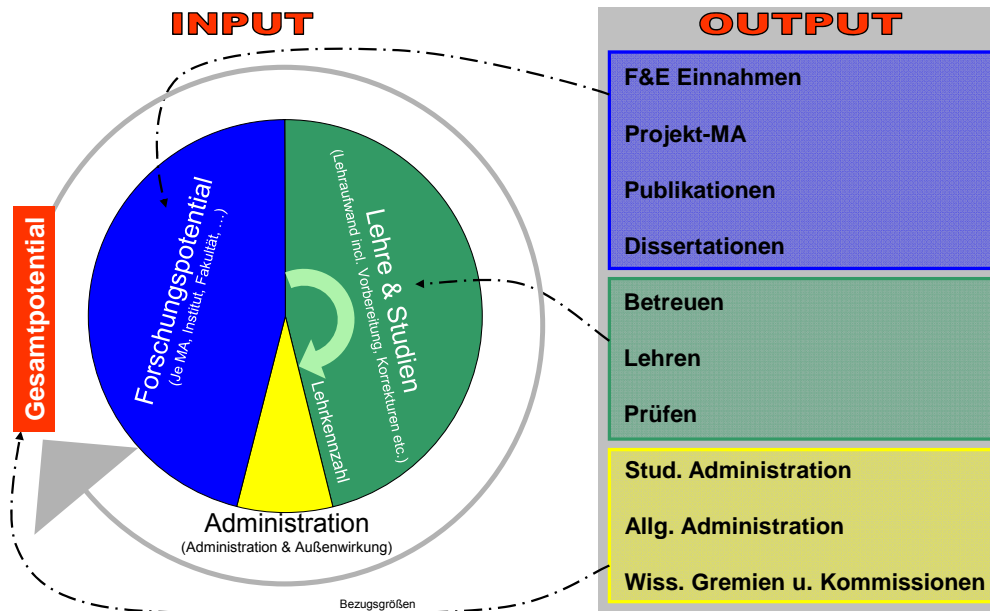 INPUT
OUTPUT
Gesamtpotential
Forschungspotential
(Je MA, Institut, Fakultät, …)
Lehre & Studien
(Lehraufwand incl. Vorbereitung, Korrekturen etc.)
Lehrkennzahl
Administration
(Administration & Außenwirkung)
Bezugsgrößen
F&E Einnahmen
Projekt-MA
Publikationen
Dissertationen
Betreuen
Lehren
Prüfen
Stud. Administration
Allg. Administration
Wiss. Gremien u. Kommissionen